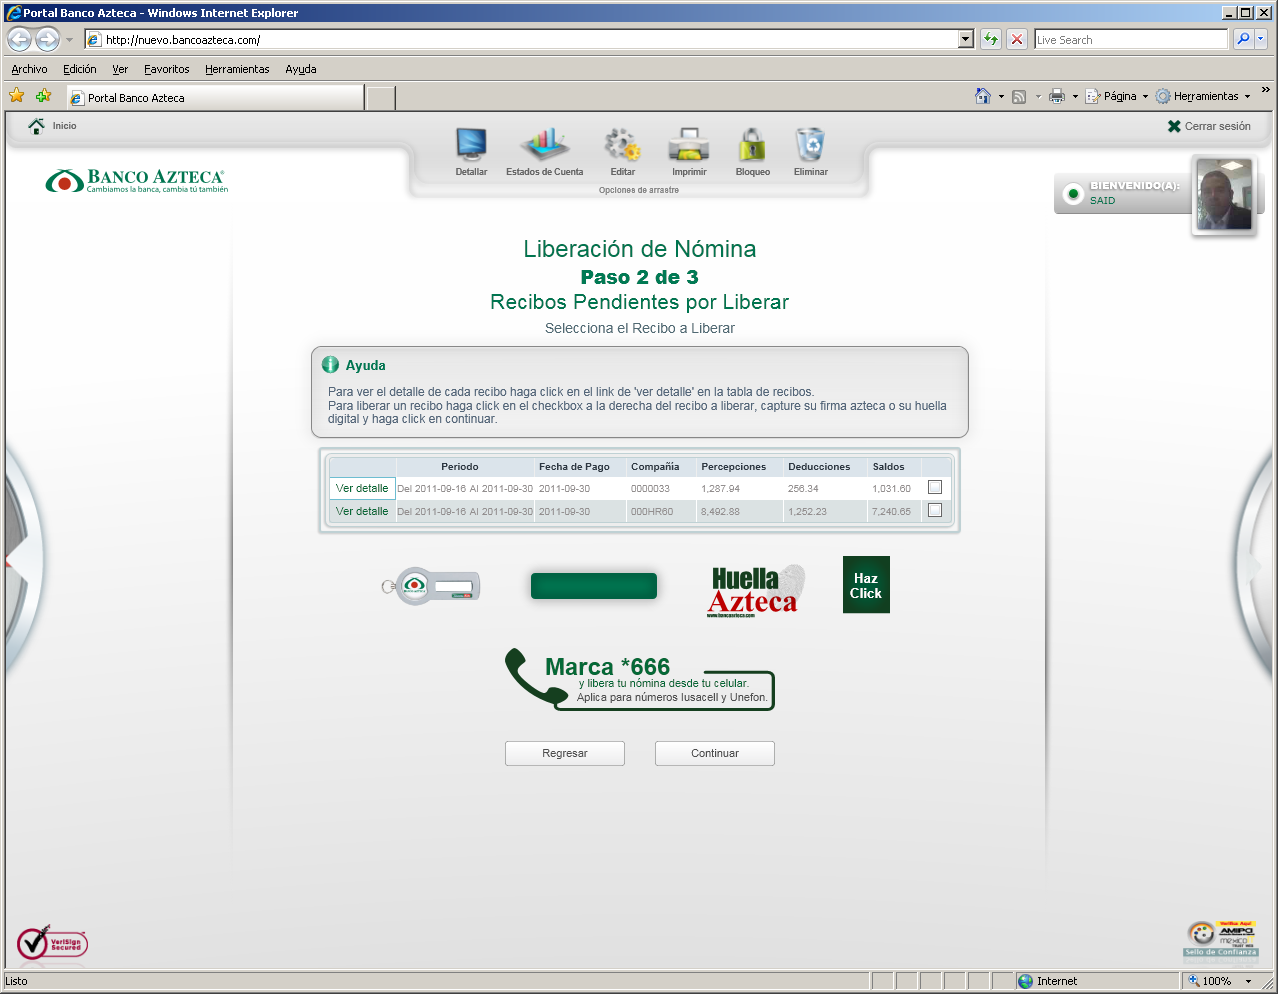 Portal Banco Azteca - Windows Internet Explorer
http://nuevo.bancoazteca.com/
Live Search
Archivo Edición Ver Favoritos Herramientas Ayuda
Portal Banco Azteca
Página Herramientas »
Inicio
Cerrar sesión
Detallar Estados de Cuenta Editar Imprimir Bloqueo Eliminar
Opciones de arrastre
BANCO AZTECA
Cambiamos la banca, cambia tú también
BIENVENIDO(A):
SAID
Liberación de Nómina
Paso 2 de 3
Recibos Pendientes por Liberar
Selecciona el Recibo a Liberar
Ayuda
Para ver el detalle de cada recibo haga click en el link de 'ver detalle' en la tabla de recibos.
Para liberar un recibo haga click en el checkbox a la derecha del recibo a liberar, capture su firma azteca o su huella
digital y haga click en continuar.
Periodo Fecha de Pago Compañía Percepciones Deducciones Saldos
Ver detalle Del 2011-09-16 Al 2011-09-30 2011-09-30 0000033 1,287.94 256.34 1,031.60
Ver detalle Del 2011-09-16 Al 2011-09-30 2011-09-30 000HR60 8,492.88 1,252.23 7,240.65
BANCO AZTECA
Huella
Azteca
www.bancoazteca.com
Haz
Click
Marca *666
y libera tu nómina desde tu celular.
Aplica para números Iusacell y Unefon.
Regresar Continuar
VeriSign
Secured
AMIPCI
mexico
Sello de Confianza
Listo
Internet
100%